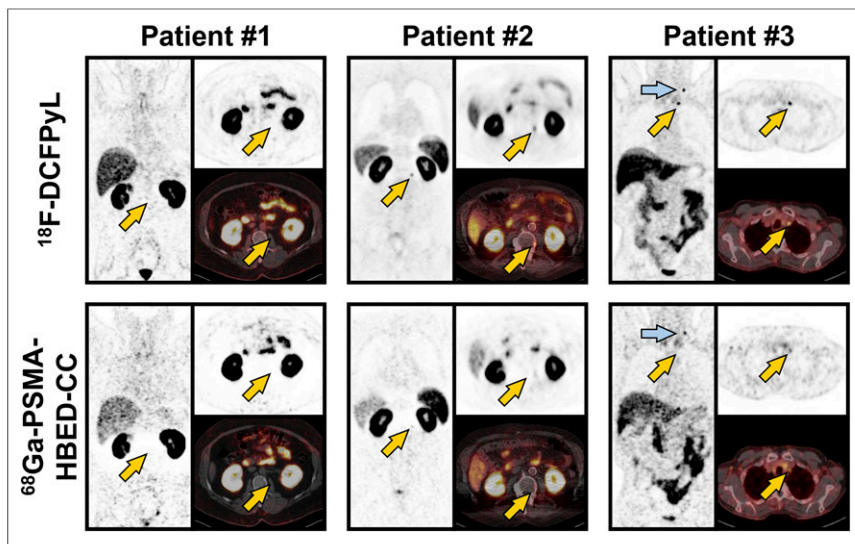 Patient #1 Patient #2 Patient #3
¹⁸F-DCFPyL
⁶⁸Ga-PSMA-
HBED-CC